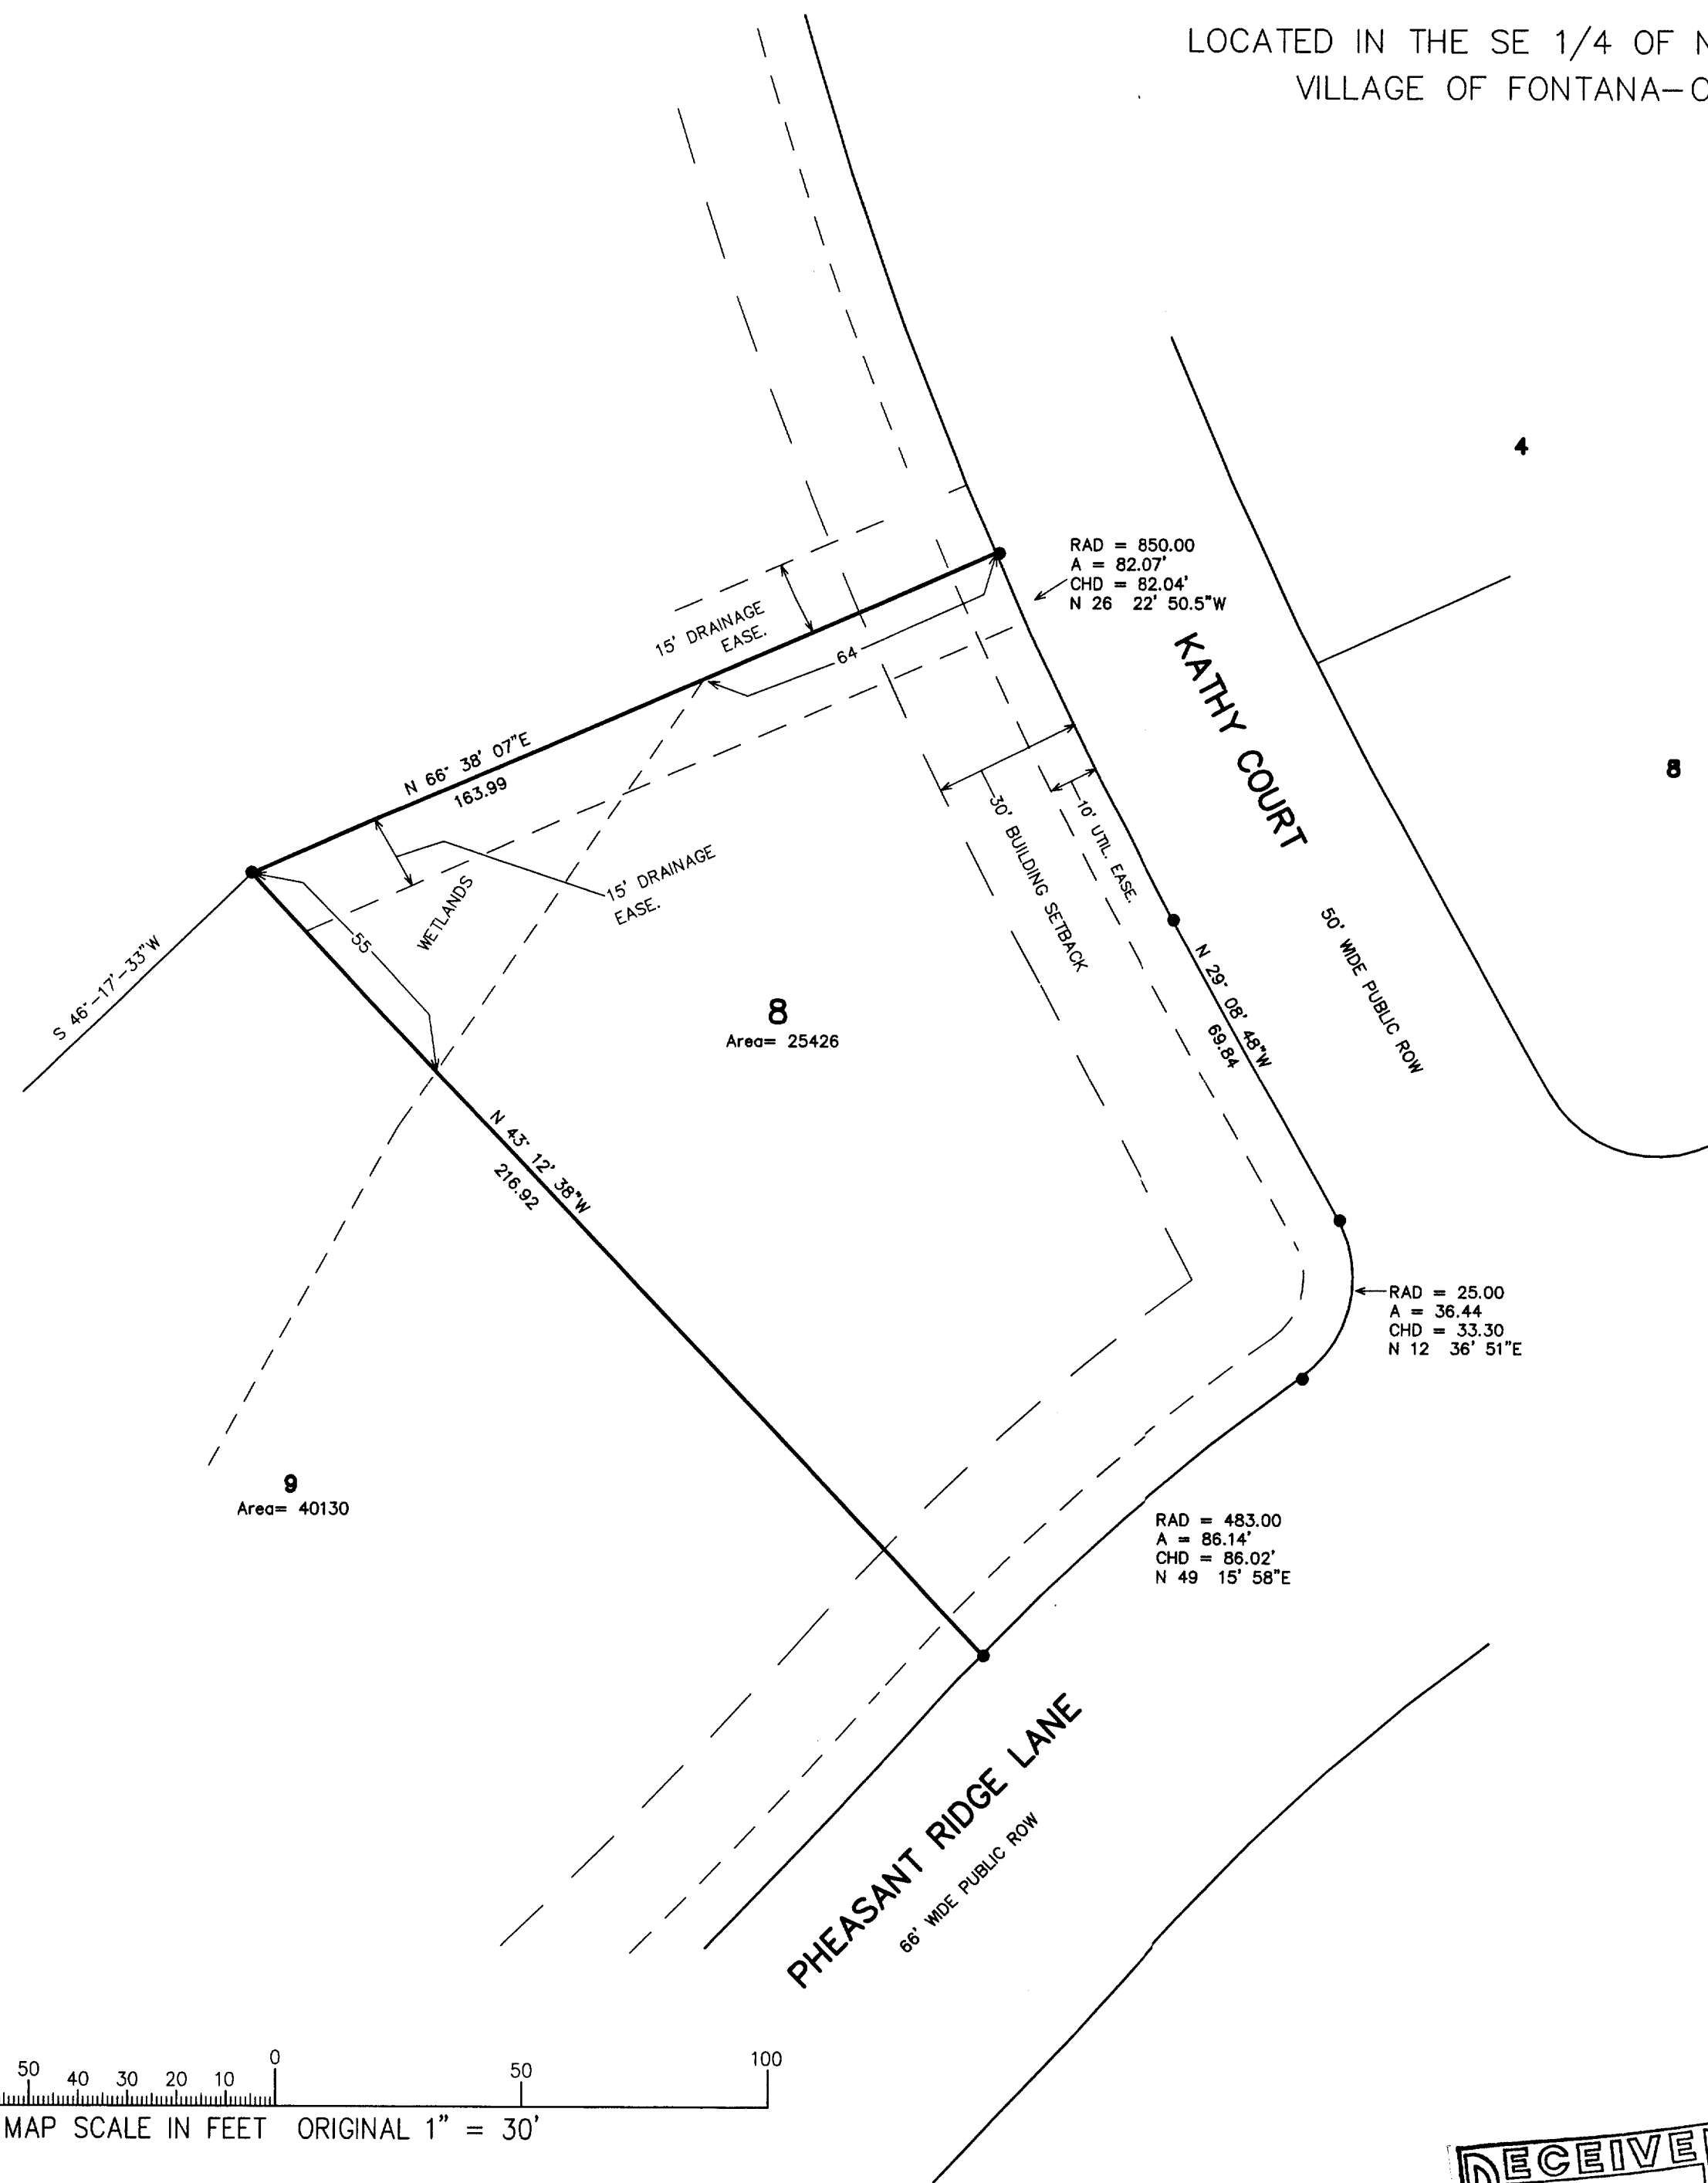 LOCATED IN THE SE 1/4 OF N
VILLAGE OF FONTANA-O
4
RAD = 850.00
A = 82.07'
CHD = 82.04'
N 26 22' 50.5"W
15' DRAINAGE
EASE.
64
KATHY COURT
N 66° 38' 07"E
163.99
8
30' BUILDING SETBACK
10' UTIL. EASE.
15' DRAINAGE
EASE.
WETLANDS
55
S 46°-17'-33"W
50' WIDE PUBLIC ROW
N 29° 08' 48"W
69.84
8
Area= 25426
N 43° 12' 38"W
216.92
RAD = 25.00
A = 36.44
CHD = 33.30
N 12 36' 51"E
9
Area= 40130
RAD = 483.00
A = 86.14'
CHD = 86.02'
N 49 15' 58"E
PHEASANT RIDGE LANE
66' WIDE PUBLIC ROW
50 40 30 20 10 0 50 100
MAP SCALE IN FEET ORIGINAL 1" = 30'
DECEIVE